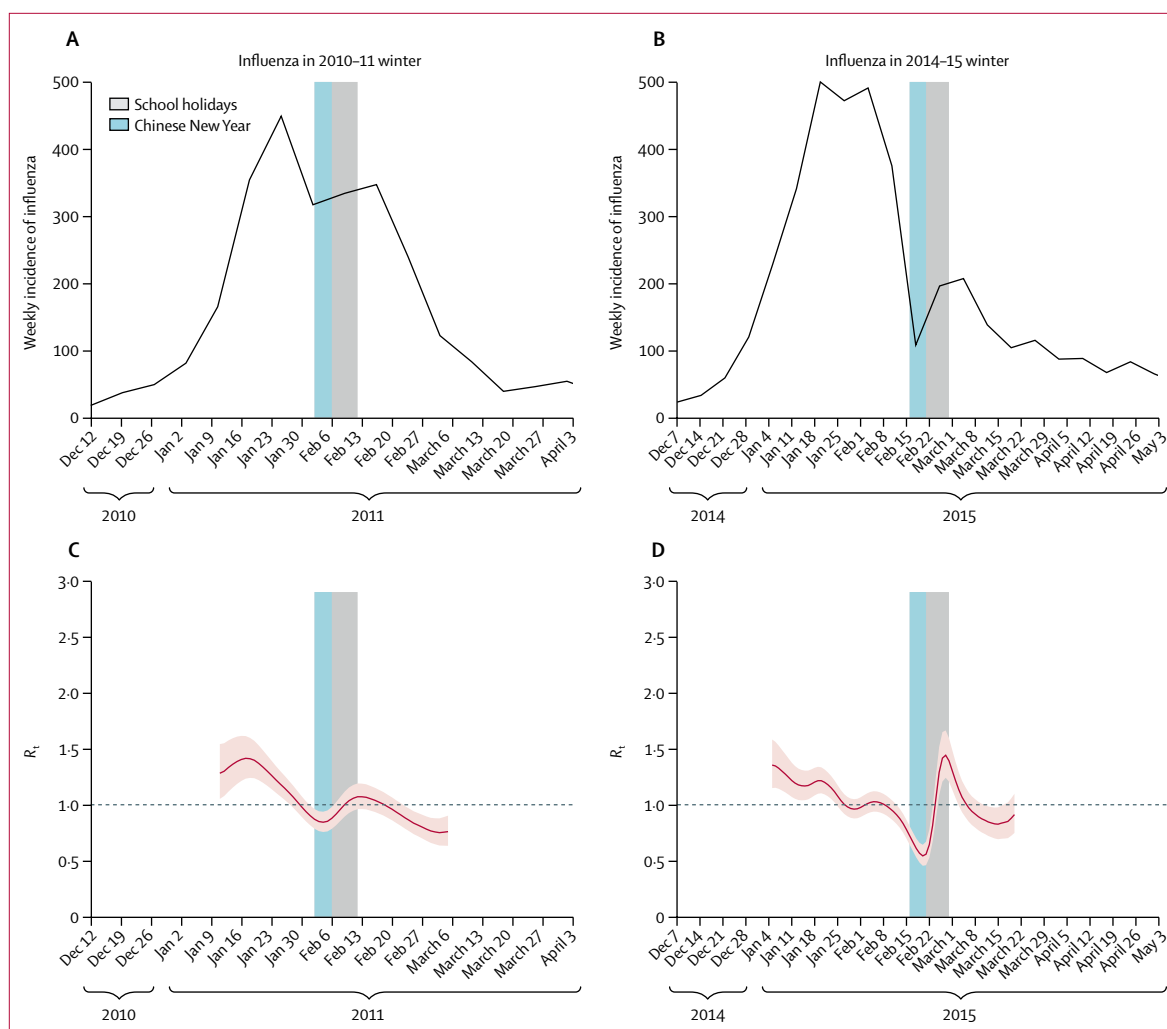 A
Influenza in 2010–11 winter
Weekly incidence of influenza
500
400
300
200
100
0
School holidays
Chinese New Year
Dec 12
Dec 19
Dec 26
Jan 2
Jan 9
Jan 16
Jan 23
Jan 30
Feb 6
Feb 13
Feb 20
Feb 27
March 6
March 13
March 20
March 27
April 3
2010
2011
B
Influenza in 2014–15 winter
Weekly incidence of influenza
500
400
300
200
100
0
Dec 7
Dec 14
Dec 21
Dec 28
Jan 4
Jan 11
Jan 18
Jan 25
Feb 1
Feb 8
Feb 15
Feb 22
March 1
March 8
March 15
March 22
March 29
April 5
April 12
April 19
April 26
May 3
2014
2015
C
Rt
3·0
2·5
2·0
1·5
1·0
0·5
0
Dec 12
Dec 19
Dec 26
Jan 2
Jan 9
Jan 16
Jan 23
Jan 30
Feb 6
Feb 13
Feb 20
Feb 27
March 6
March 13
March 20
March 27
April 3
2010
2011
D
Rt
3·0
2·5
2·0
1·5
1·0
0·5
0
Dec 7
Dec 14
Dec 21
Dec 28
Jan 4
Jan 11
Jan 18
Jan 25
Feb 1
Feb 8
Feb 15
Feb 22
March 1
March 8
March 15
March 22
March 29
April 5
April 12
April 19
April 26
May 3
2014
2015